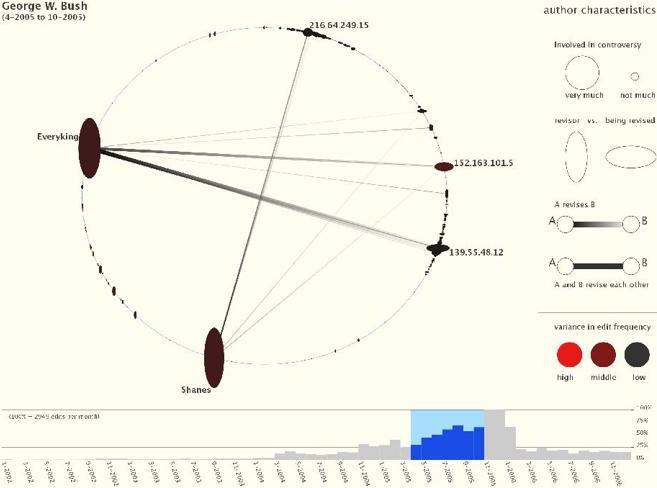 George W. Bush
(4-2005 to 10-2005)
author characteristics
216.64.249.15
Involved in controversy
very much not much
Everyking
revisor vs. being revised
152.163.101.5
A revises B
A B
139.55.48.12
A B
A and B revise each other
variance in edit frequency
high middle low
Shanes
(100% = 2949 edits per month)
100%
75%
50%
25%
0%
1-2002 3-2002 5-2002 7-2002 9-2002 11-2002 1-2003 3-2003 5-2003 7-2003 9-2003 11-2003 1-2004 3-2004 5-2004 7-2004 9-2004 11-2004 1-2005 3-2005 5-2005 7-2005 9-2005 11-2005 1-2006 3-2006 5-2006 7-2006 9-2006 11-2006